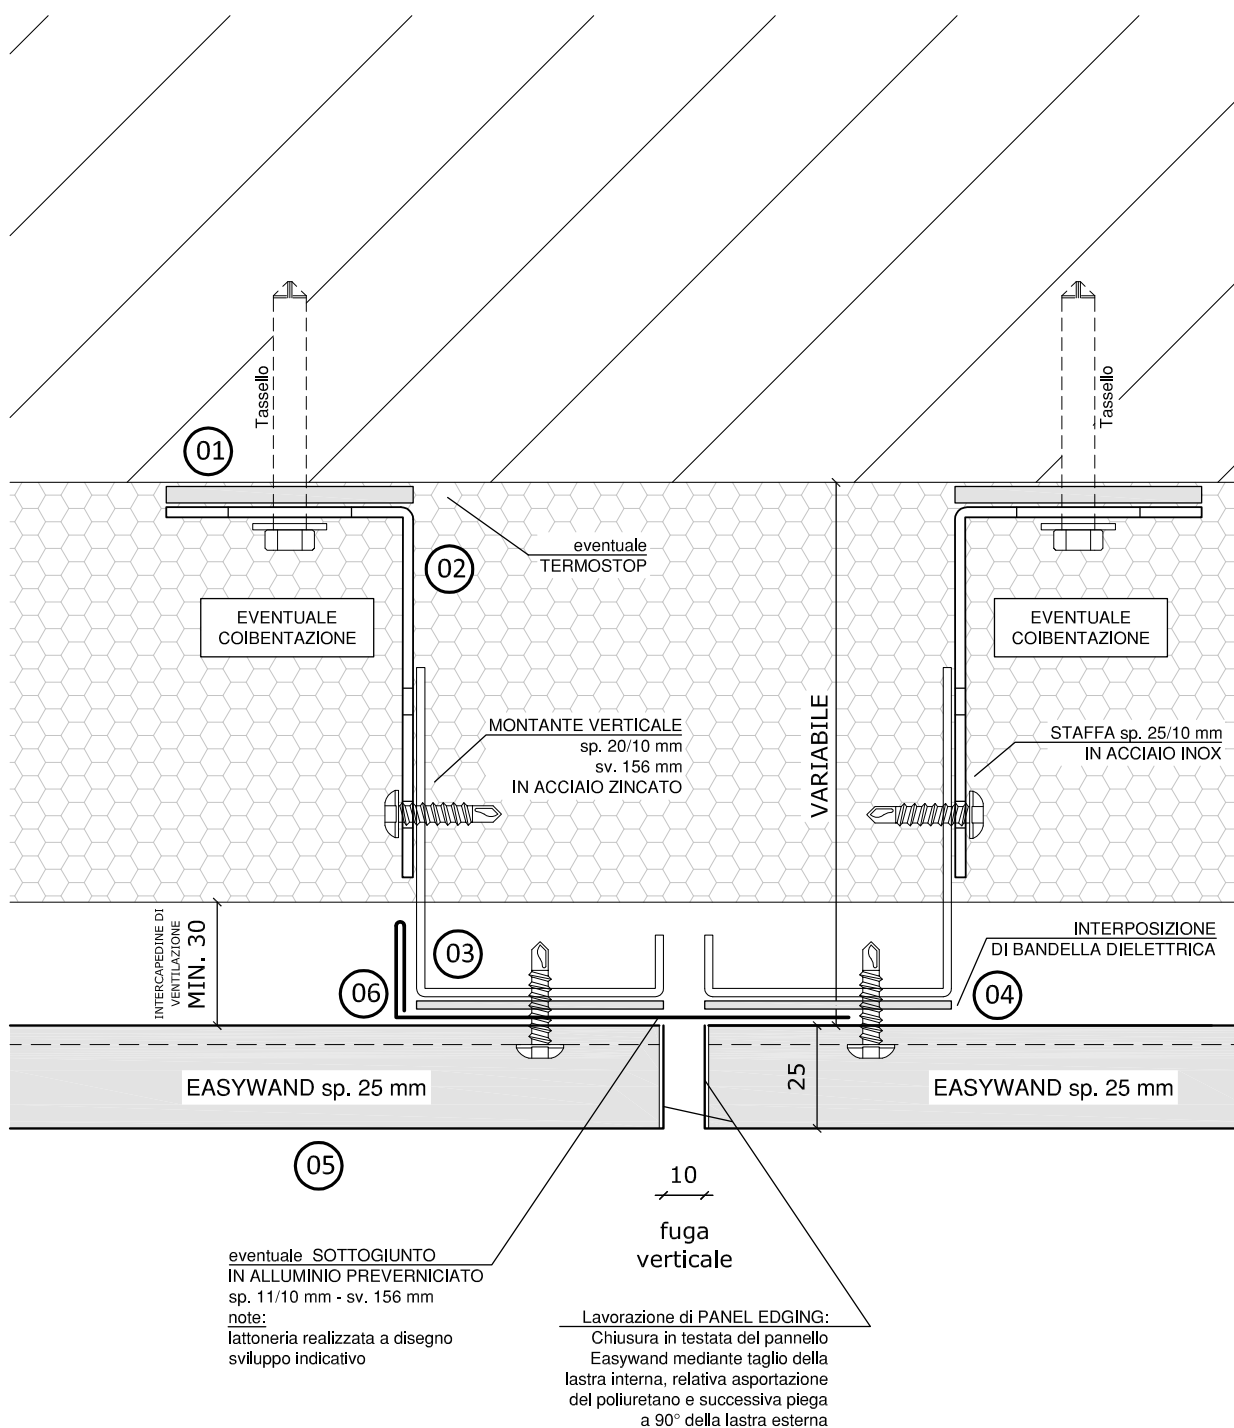 Tassello
Tassello
01
eventuale
TERMOSTOP
02
EVENTUALE
COIBENTAZIONE
EVENTUALE
COIBENTAZIONE
MONTANTE VERTICALE
sp. 20/10 mm
sv. 156 mm
IN ACCIAIO ZINCATO
VARIABILE
STAFFA sp. 25/10 mm
IN ACCIAIO INOX
INTERCAPEDINE DI
VENTILAZIONE
MIN. 30
03
INTERPOSIZIONE
DI BANDELLA DIELETTRICA
06
04
EASYWAND sp. 25 mm
25
EASYWAND sp. 25 mm
05
10
fuga
verticale
eventuale SOTTOGIUNTO
IN ALLUMINIO PREVERNICIATO
sp. 11/10 mm - sv. 156 mm
note:
lattoneria realizzata a disegno
sviluppo indicativo
Lavorazione di PANEL EDGING:
Chiusura in testata del pannello
Easywand mediante taglio della
lastra interna, relativa asportazione
del poliuretano e successiva piega
a 90° della lastra esterna